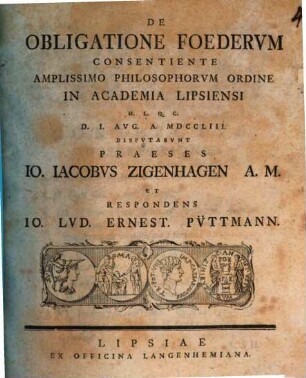 DE
OBLIGATIONE FOEDERVM
CONSENTIENTE
AMPLISSIMO PHILOSOPHORVM ORDINE
IN ACADEMIA LIPSIENSI
H. L. Q. C.
D. I. AVG. A. MDCCLIII.
DISPVTABVNT
PRAESES
IO. IACOBVS ZIGENHAGEN A. M.
ET
RESPONDENS
IO. LVD. ERNEST. PÜTTMANN.
LIPSIAE
EX OFFICINA LANGENHEMIANA.